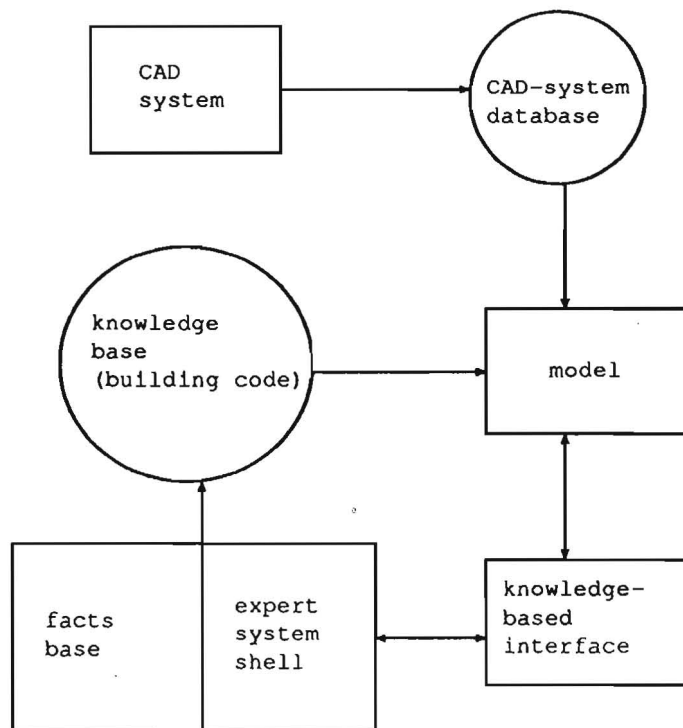 CAD
system
CAD-system
database
knowledge
base
(building code)
model
facts
base
expert
system
shell
knowledge-
based
interface